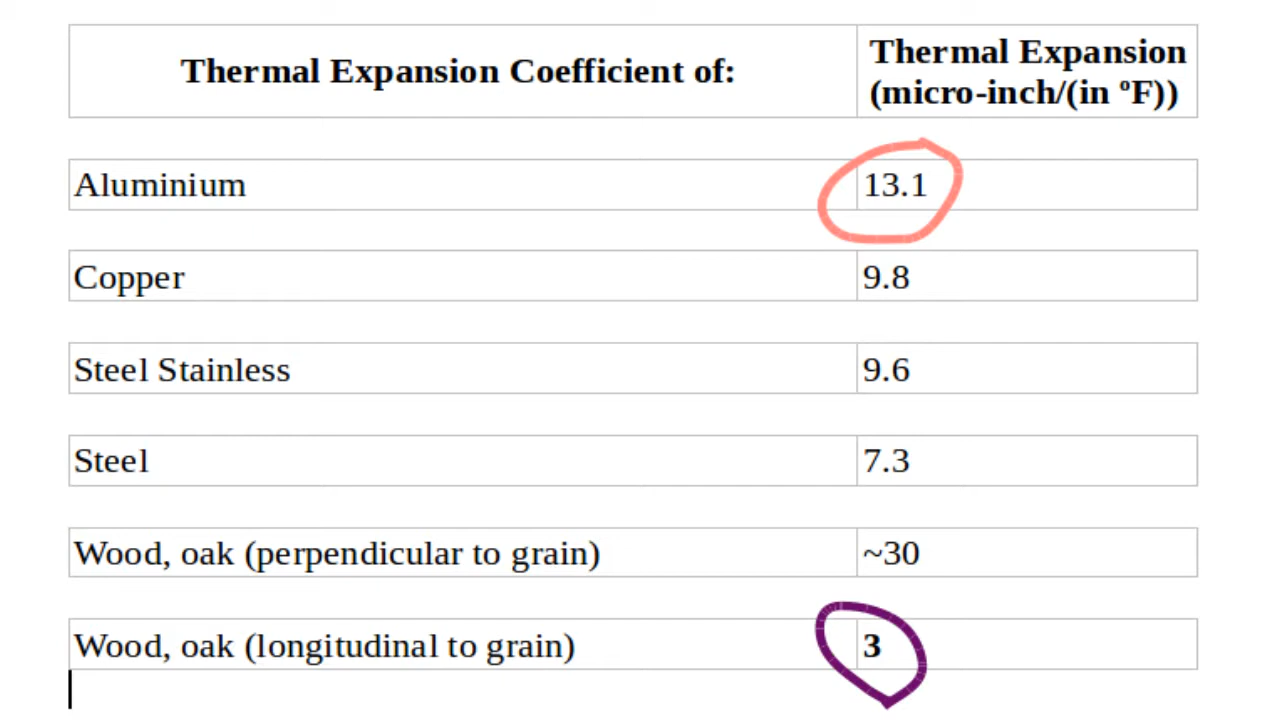 Thermal Expansion Coefficient of:
Thermal Expansion
(micro-inch/(in ºF))
Aluminium 13.1
Copper 9.8
Steel Stainless 9.6
Steel 7.3
Wood, oak (perpendicular to grain) ~30
Wood, oak (longitudinal to grain) 3